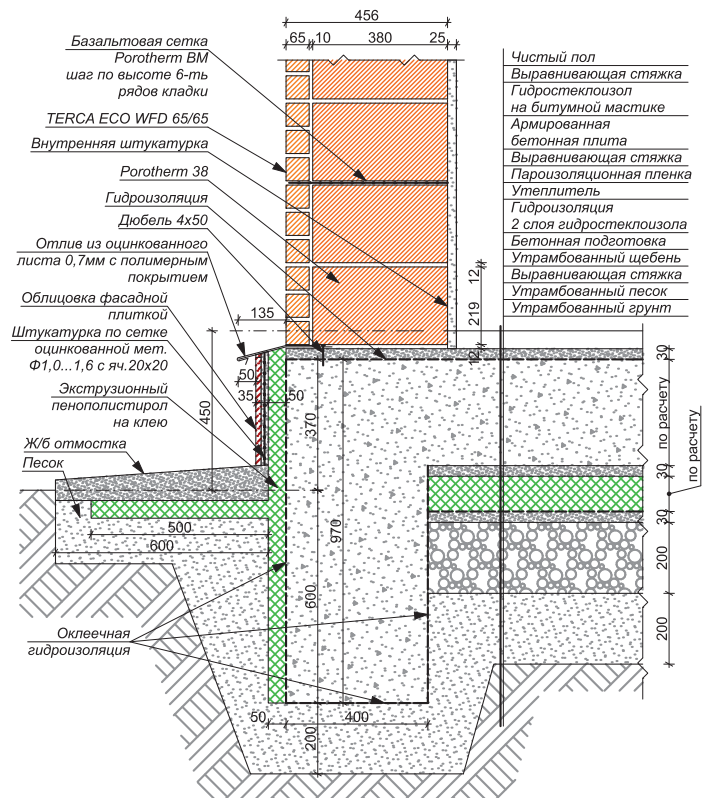 456
65 10 380 25
Базальтовая сетка
Porotherm BM
шаг по высоте 6-ть
рядов кладки
TERCA ECO WFD 65/65
Внутренняя штукатурка
Porotherm 38
Гидроизоляция
Дюбель 4х50
Отлив из оцинкованного
листа 0,7мм с полимерным
покрытием
Облицовка фасадной
плиткой
Штукатурка по сетке
оцинкованной мет.
Ф1,0...1,6 с яч.20х20
Экструзионный
пенополистирол
на клею
Ж/б отмостка
Песок
Оклеечная
гидроизоляция
Чистый пол
Выравнивающая стяжка
Гидростеклоизол
на битумной мастике
Армированная
бетонная плита
Выравнивающая стяжка
Пароизоляционная пленка
Утеплитель
Гидроизоляция
2 слоя гидростеклоизола
Бетонная подготовка
Утрамбованный щебень
Выравнивающая стяжка
Утрамбованный песок
Утрамбованный грунт
135
12
219
12
50
35 50
450
370
970
600
500
600
50 400
200
30
по расчету
30
30
200
200
по расчету